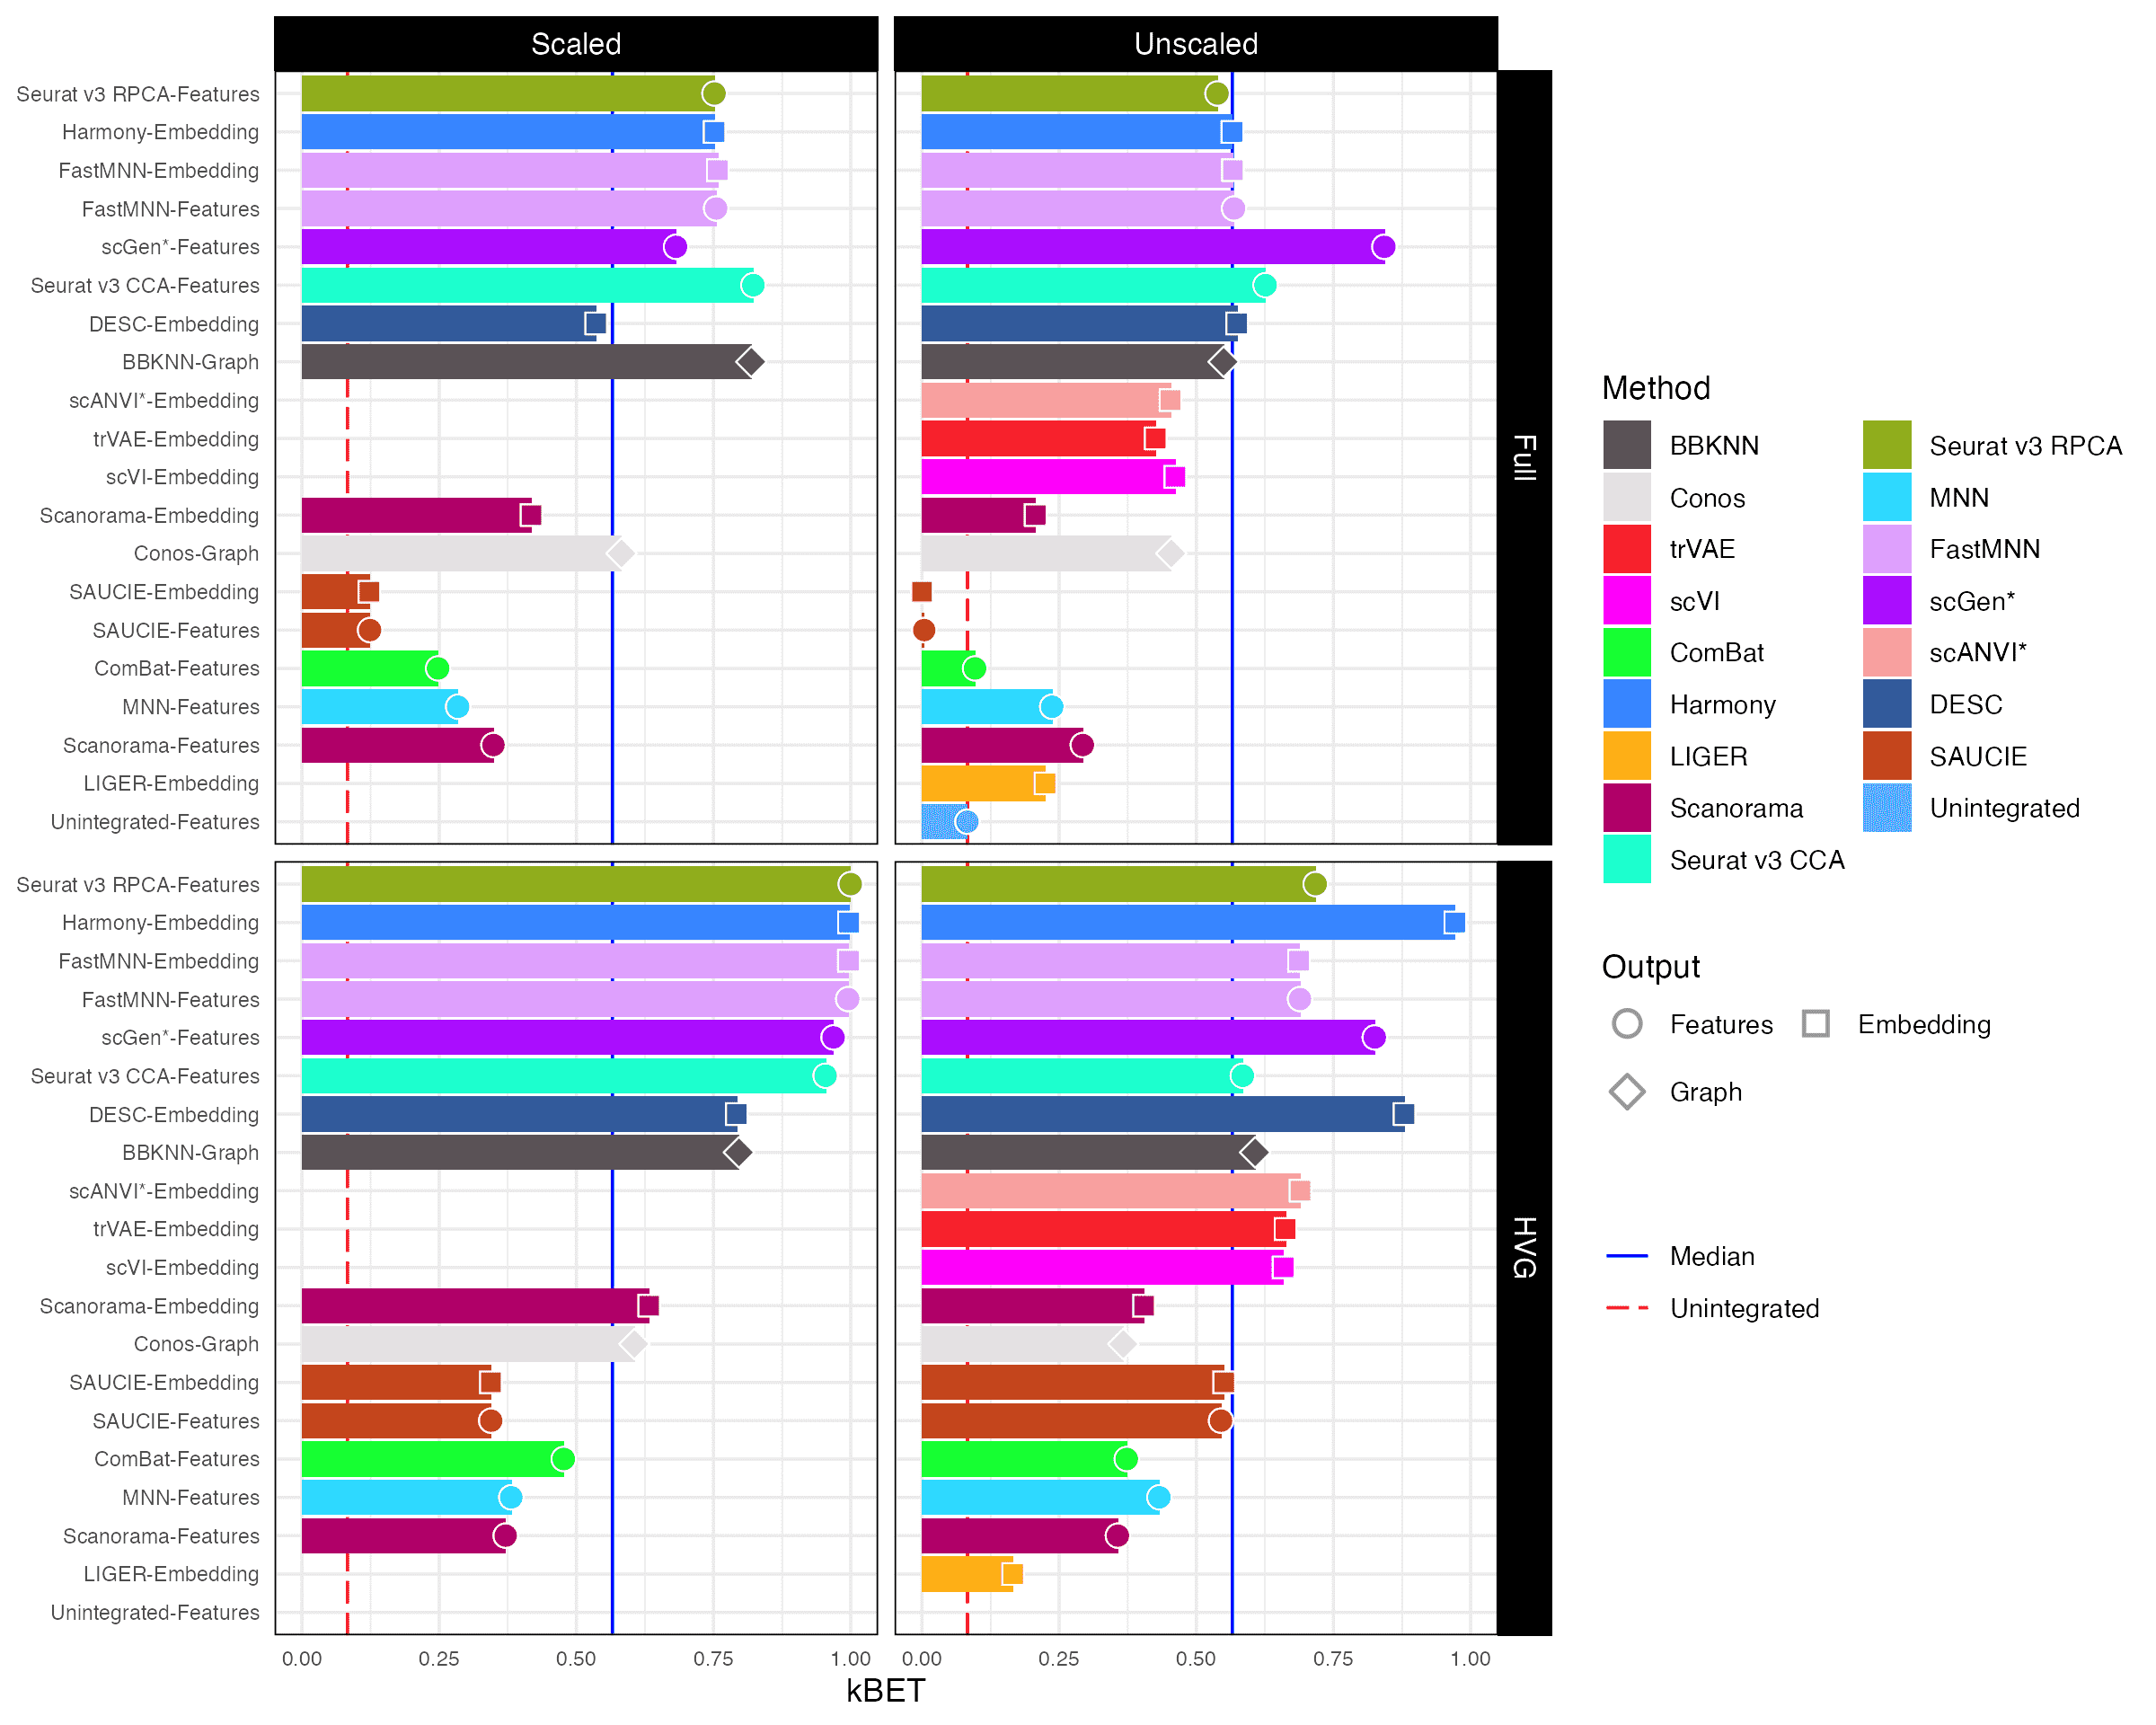 Scaled
Unscaled
Seurat v3 RPCA-Features
Harmony-Embedding
FastMNN-Embedding
FastMNN-Features
scGen*-Features
Seurat v3 CCA-Features
DESC-Embedding
BBKNN-Graph
scANVI*-Embedding
trVAE-Embedding
scVI-Embedding
Scanorama-Embedding
Conos-Graph
SAUCIE-Embedding
SAUCIE-Features
ComBat-Features
MNN-Features
Scanorama-Features
LIGER-Embedding
Unintegrated-Features
Full
Seurat v3 RPCA-Features
Harmony-Embedding
FastMNN-Embedding
FastMNN-Features
scGen*-Features
Seurat v3 CCA-Features
DESC-Embedding
BBKNN-Graph
scANVI*-Embedding
trVAE-Embedding
scVI-Embedding
Scanorama-Embedding
Conos-Graph
SAUCIE-Embedding
SAUCIE-Features
ComBat-Features
MNN-Features
Scanorama-Features
LIGER-Embedding
Unintegrated-Features
HVG
0.00 0.25 0.50 0.75 1.00 0.00 0.25 0.50 0.75 1.00
kBET
Method
BBKNN
Conos
trVAE
scVI
ComBat
Harmony
LIGER
Scanorama
Seurat v3 CCA
Seurat v3 RPCA
MNN
FastMNN
scGen*
scANVI*
DESC
SAUCIE
Unintegrated
Output
Features Embedding
Graph
Median
Unintegrated